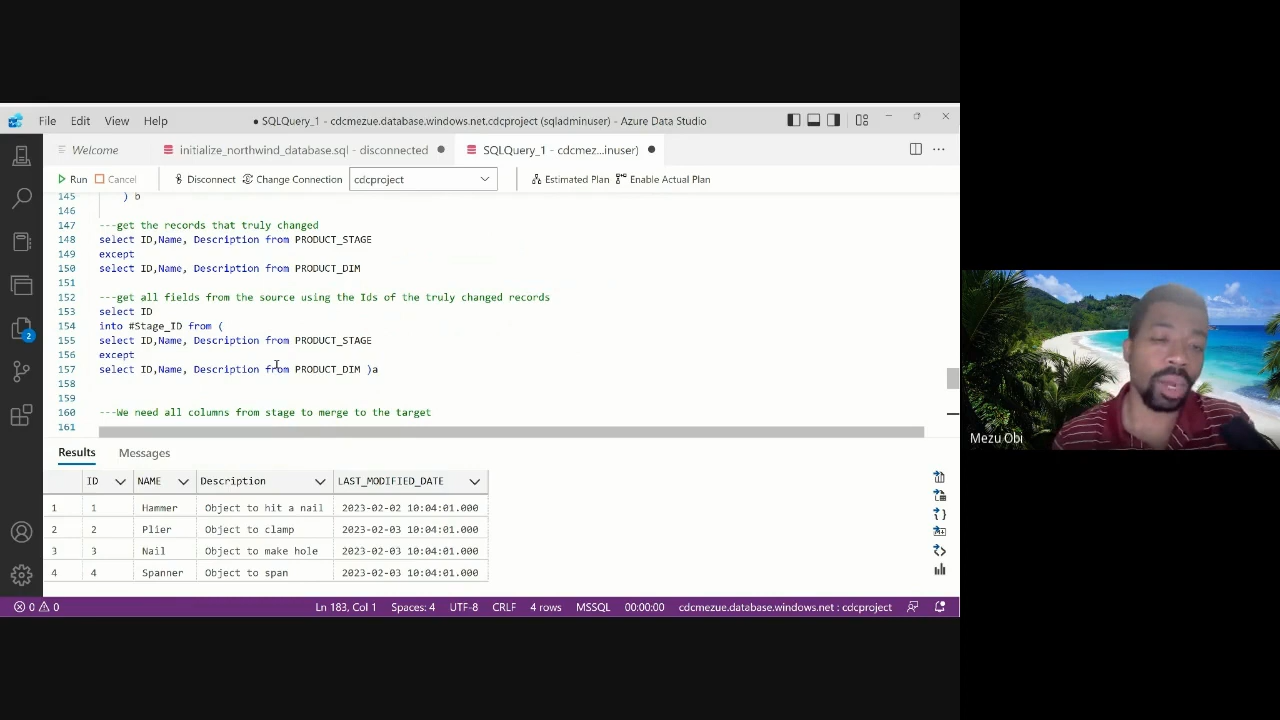 File Edit View Help
● SQLQuery_1 - cdcmezue.database.windows.net.cdcproject (sqladminuser) - Azure Data Studio
Welcome initialize_northwind_database.sql - disconnected ● SQLQuery_1 - cdcmez...inuser) ●
Run Cancel Disconnect Change Connection cdcproject Estimated Plan Enable Actual Plan
145 ) b
146
147 ---get the records that truly changed
148 select ID,Name, Description from PRODUCT_STAGE
149 except
150 select ID,Name, Description from PRODUCT_DIM
151
152 ---get all fields from the source using the Ids of the truly changed records
153 select ID
154 into #Stage_ID from (
155 select ID,Name, Description from PRODUCT_STAGE
156 except
157 select ID,Name, Description from PRODUCT_DIM )a
158
159
160 ---We need all columns from stage to merge to the target
161
2
Results Messages
ID NAME Description LAST_MODIFIED_DATE
1 1 Hammer Object to hit a nail 2023-02-02 10:04:01.000
2 2 Plier Object to clamp 2023-02-03 10:04:01.000
3 3 Nail Object to make hole 2023-02-03 10:04:01.000
4 4 Spanner Object to span 2023-02-03 10:04:01.000
0 0 Ln 183, Col 1 Spaces: 4 UTF-8 CRLF 4 rows MSSQL 00:00:00 cdcmezue.database.windows.net : cdcproject
Mezu Obi